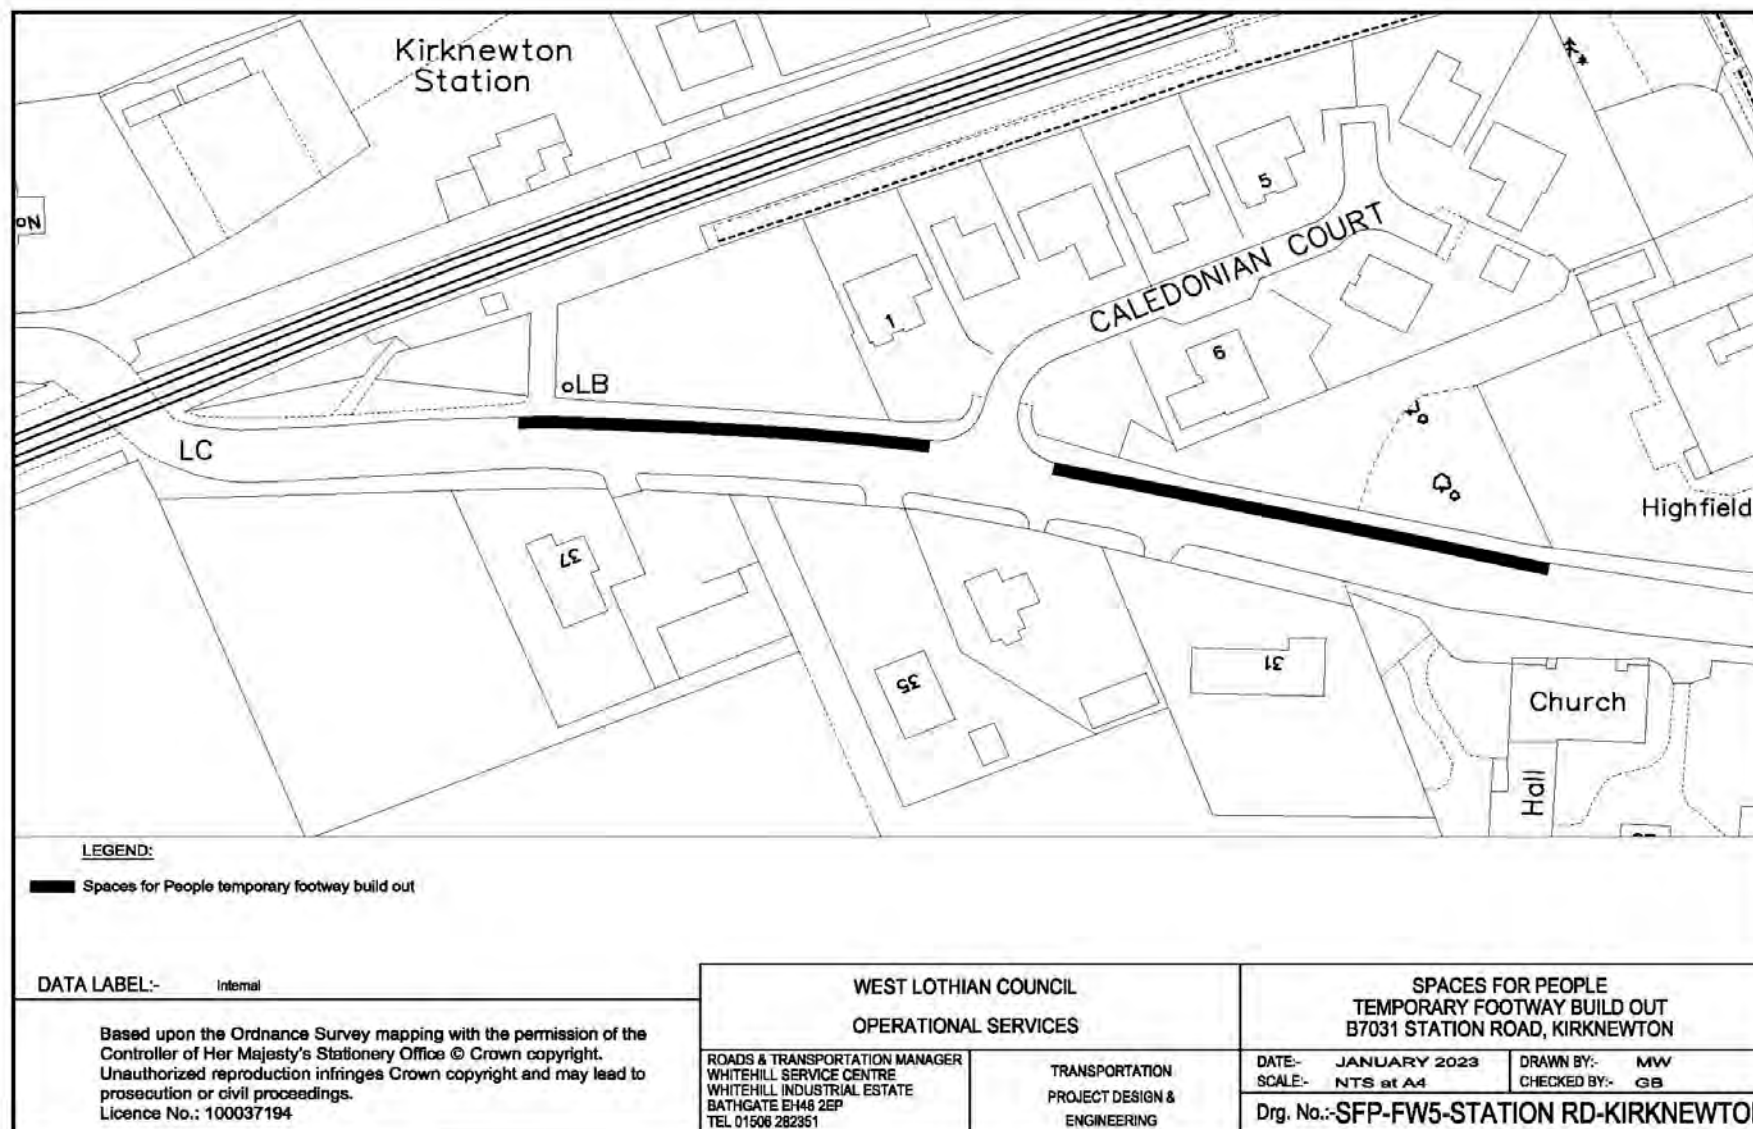 Kirknewton
Station
oN
5
CALEDONIAN COURT
1
6
LB
LC
Highfield
37
35
31
Church
Hall
LEGEND:
Spaces for People temporary footway build out
DATA LABEL:- Internal
Based upon the Ordnance Survey mapping with the permission of the
Controller of Her Majesty's Stationery Office © Crown copyright.
Unauthorized reproduction infringes Crown copyright and may lead to
prosecution or civil proceedings.
Licence No.: 100037194
WEST LOTHIAN COUNCIL
OPERATIONAL SERVICES
ROADS & TRANSPORTATION MANAGER
WHITEHILL SERVICE CENTRE
WHITEHILL INDUSTRIAL ESTATE
BATHGATE EH48 2EP
TEL 01506 282351
TRANSPORTATION
PROJECT DESIGN &
ENGINEERING
SPACES FOR PEOPLE
TEMPORARY FOOTWAY BUILD OUT
B7031 STATION ROAD, KIRKNEWTON
DATE:- JANUARY 2023
DRAWN BY:- MW
SCALE:- NTS at A4
CHECKED BY:- GB
Drg. No.:-SFP-FW5-STATION RD-KIRKNEWTO